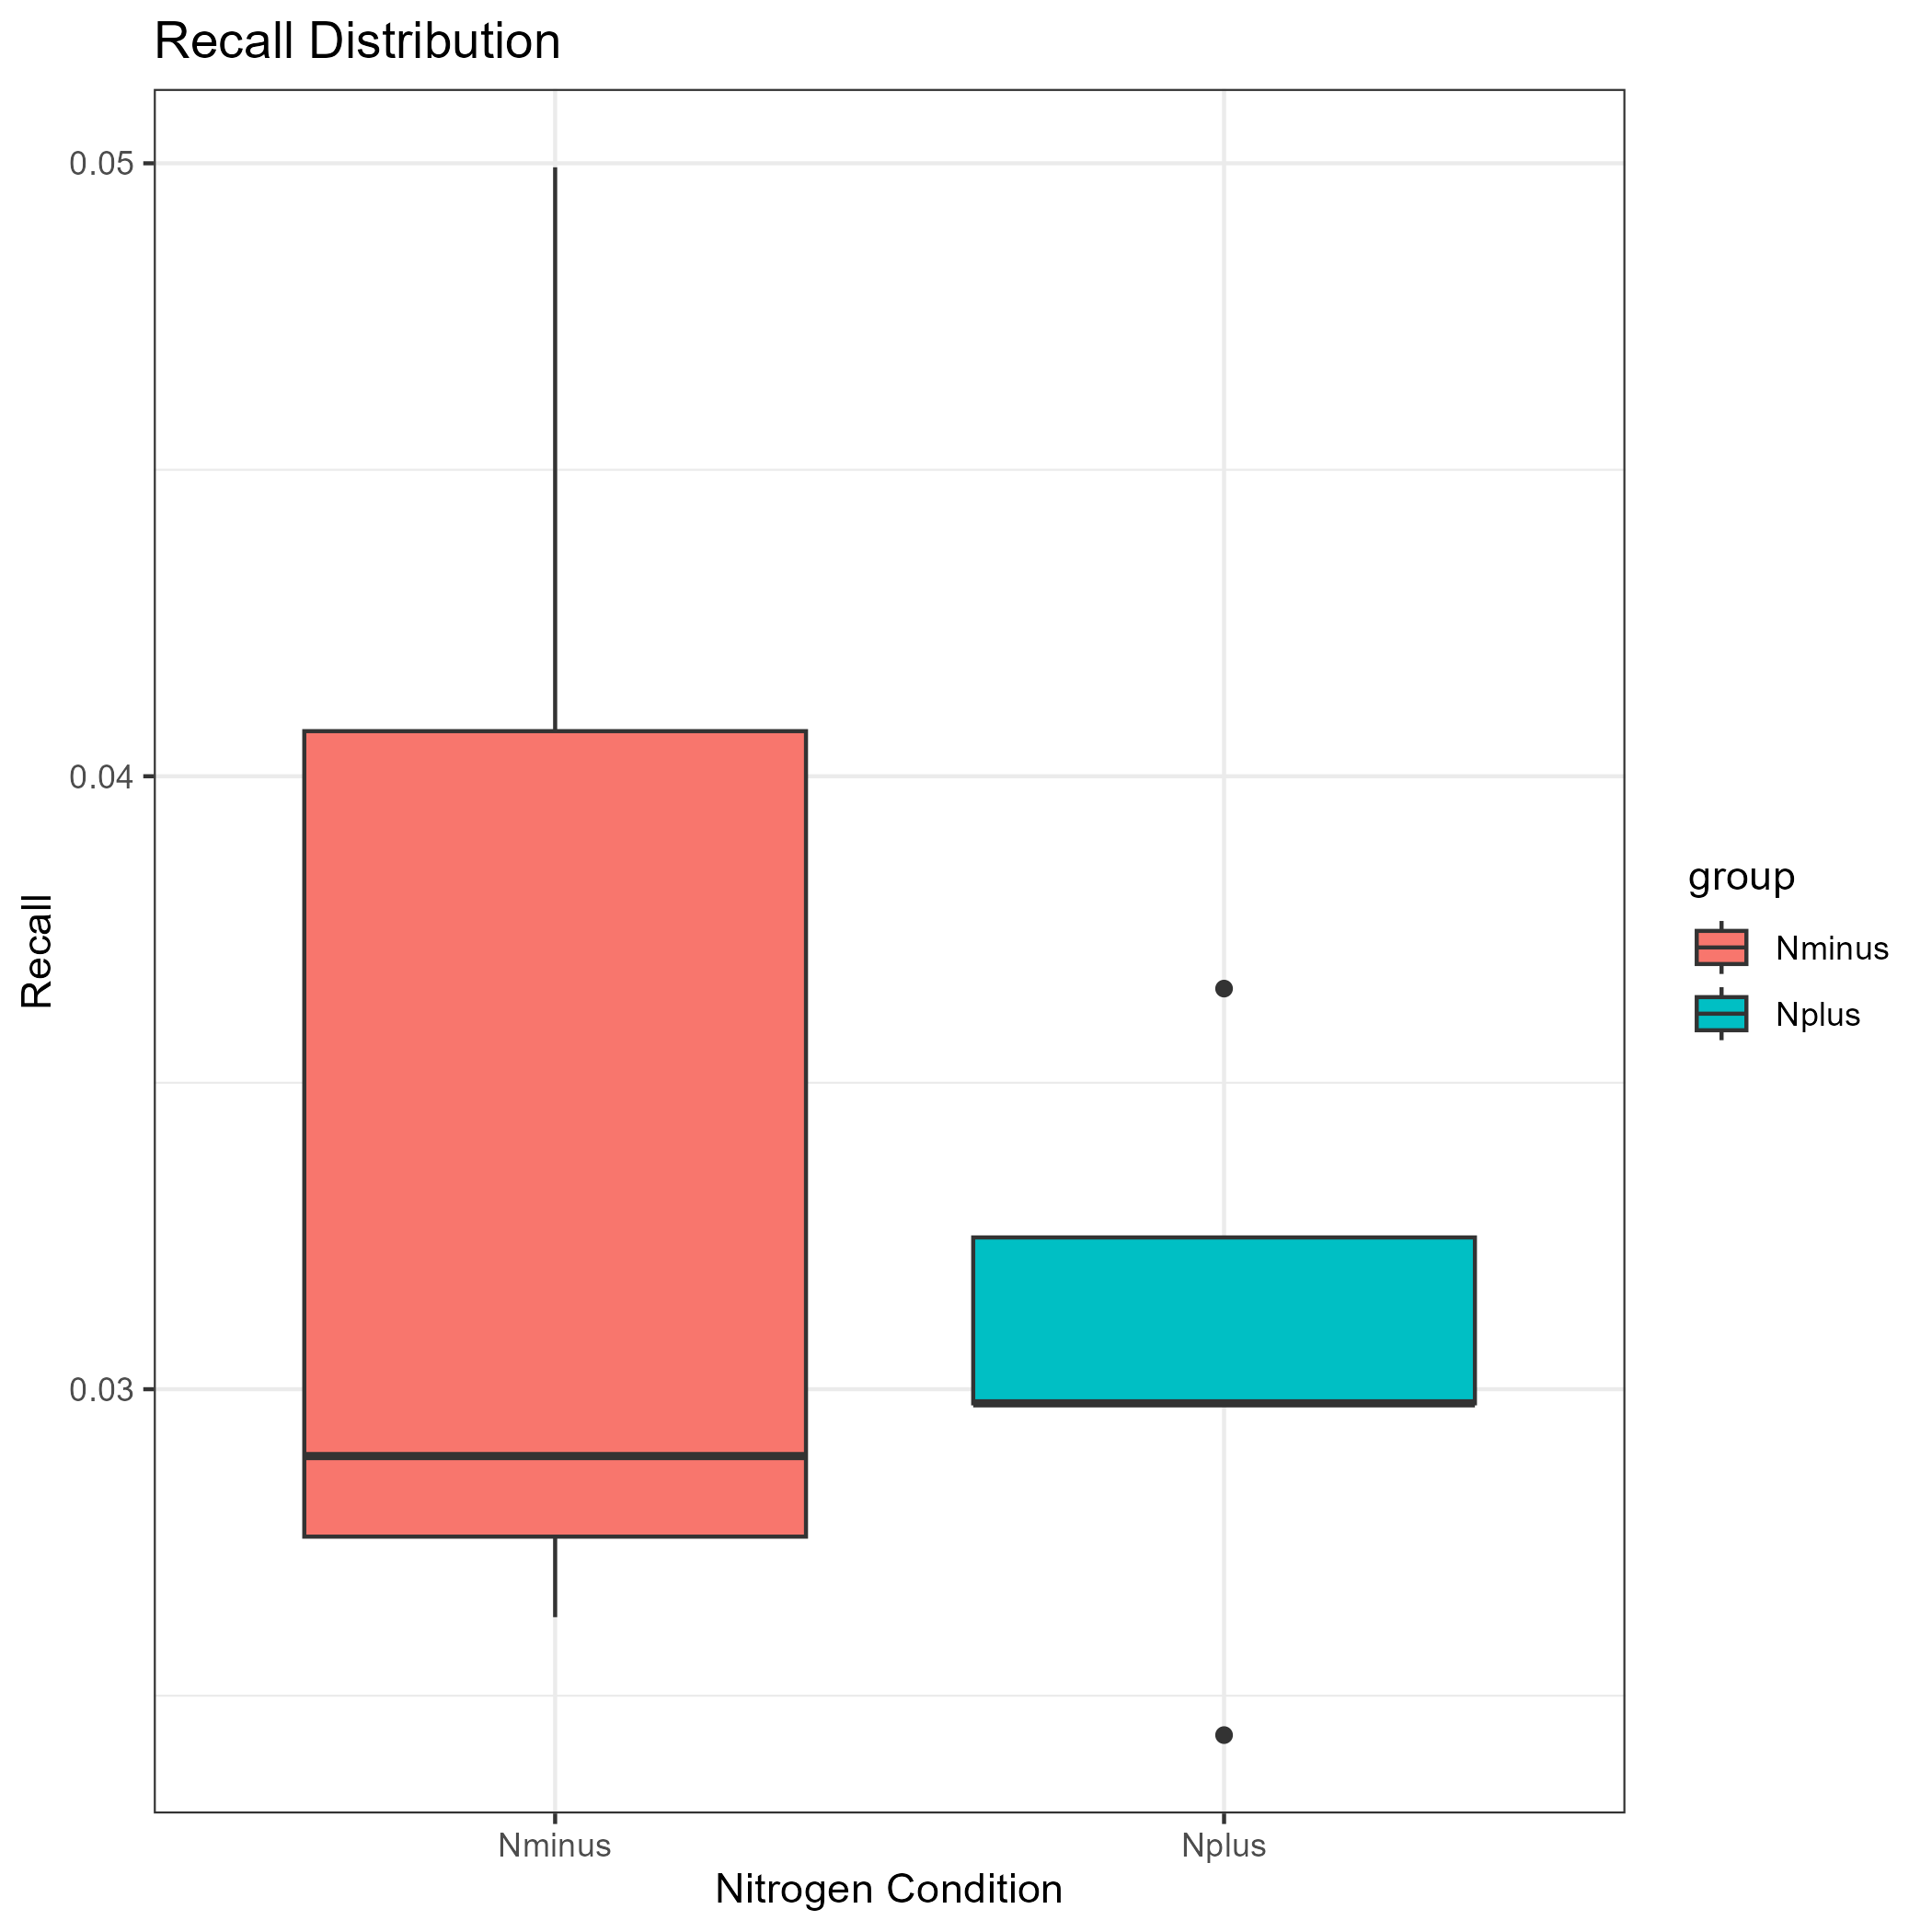 Recall Distribution
0.05
0.04
0.03
Recall
Nminus
Nplus
Nitrogen Condition
group
Nminus
Nplus